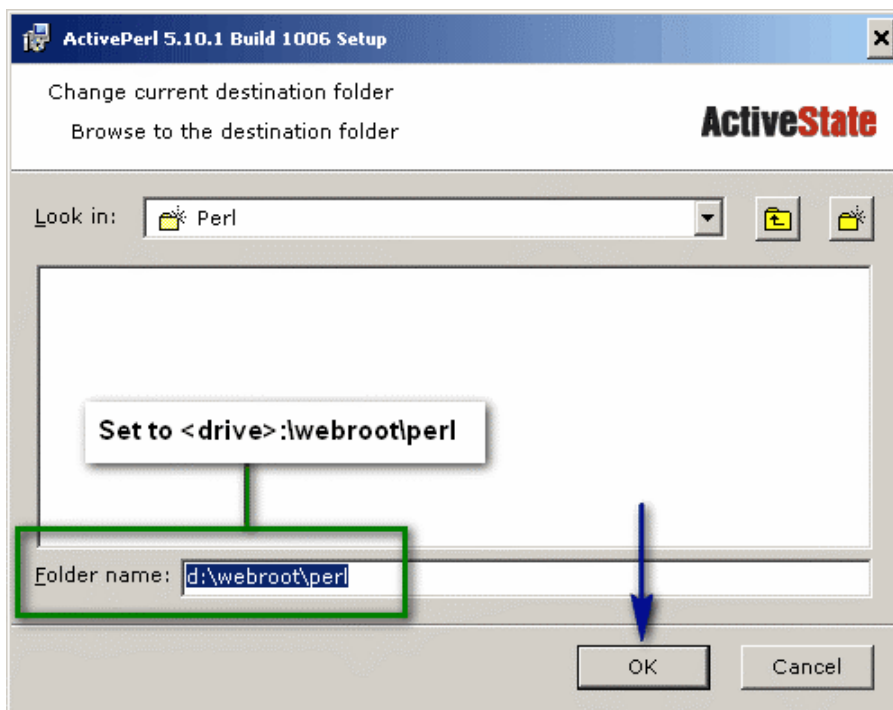 ActivePerl 5.10.1 Build 1006 Setup
Change current destination folder
Browse to the destination folder
ActiveState
Look in:
Perl
Set to <drive>:\webroot\perl
Folder name:
d:\webroot\perl
OK
Cancel